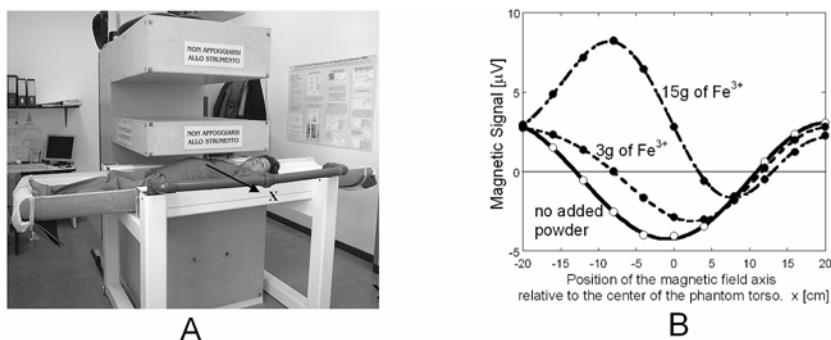 NON APPOGGIARSI
ALLO STRUMENTO
NON APPOGGIARSI
ALLO STRUMENTO
x
A
10
5
0
-5
Magnetic Signal [µV]
15g of Fe³⁺
3g of Fe³⁺
no added
powder
-20 -15 -10 -5 0 5 10 15 20
Position of the magnetic field axis
relative to the center of the phantom torso. x [cm]
B